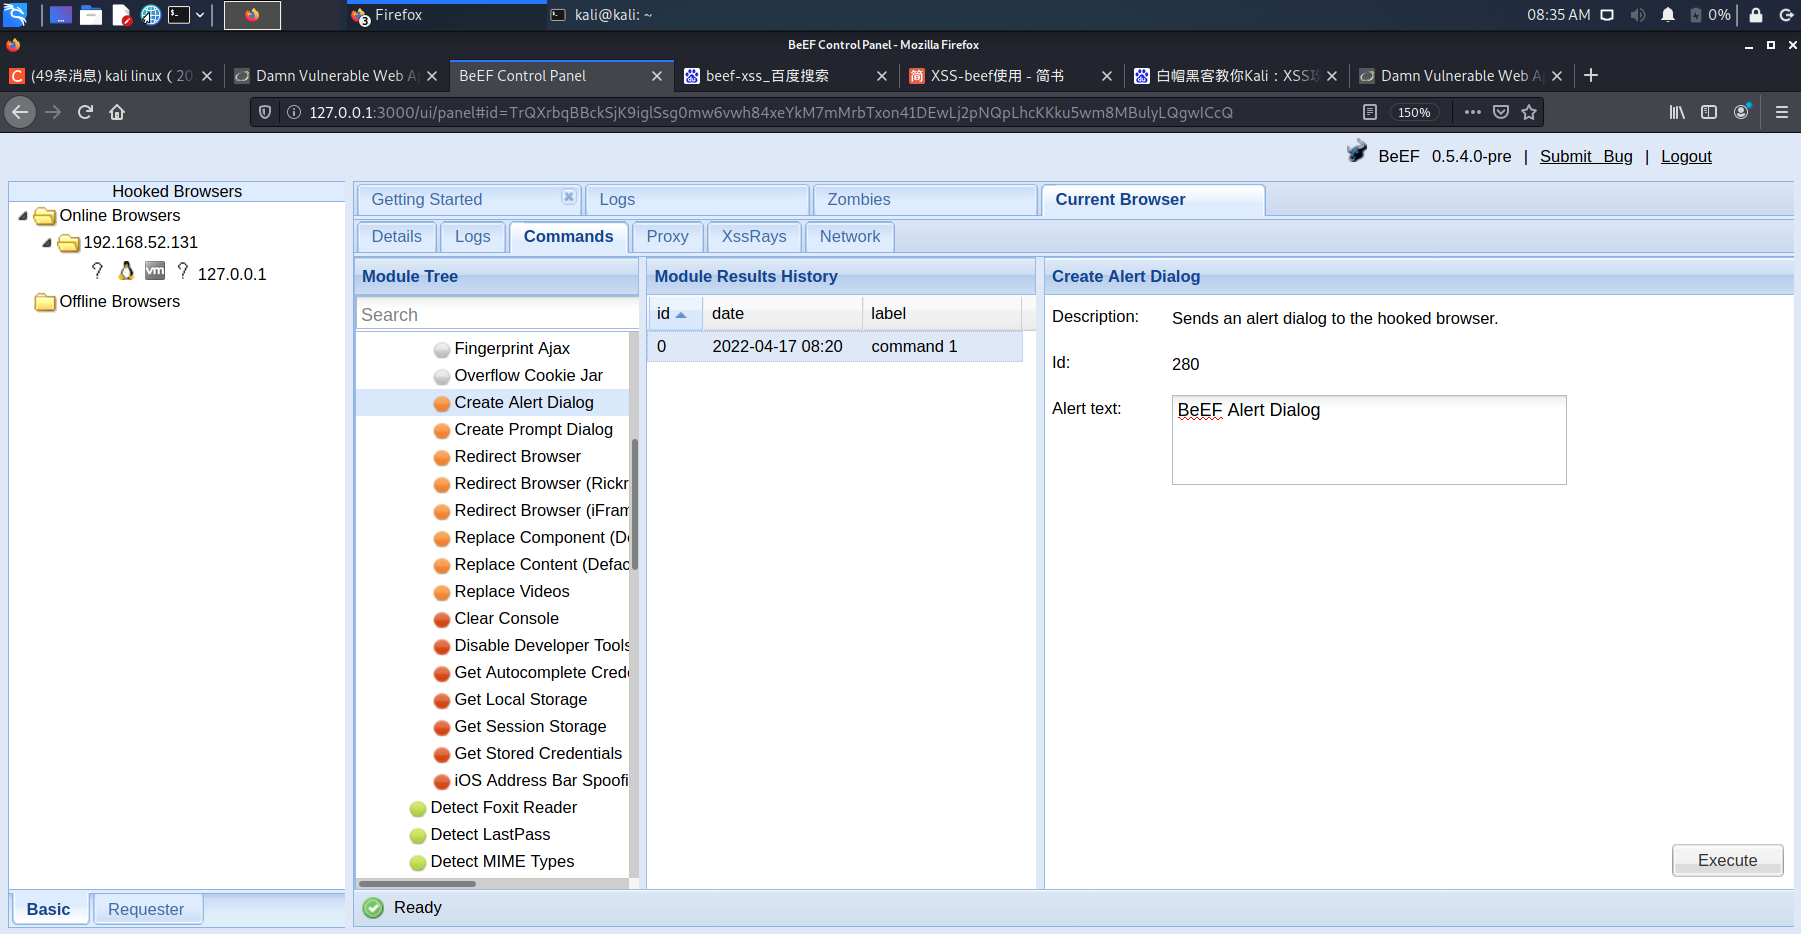 Firefox
3
kali@kali: ~
08:35 AM
0%
BeEF Control Panel - Mozilla Firefox
(49条消息) kali linux（20
Damn Vulnerable Web A
BeEF Control Panel
beef-xss_百度搜索
XSS-beef使用 - 简书
白帽黑客教你Kali：XSS攻
Damn Vulnerable Web A
127.0.0.1:3000/ui/panel#id=TrQXrbqBBckSjK9iglSsg0mw6vwh84xeYkM7mMrbTxon41DEwLj2pNQpLhcKKku5wm8MBulyLQgwICcQ
150%
BeEF 0.5.4.0-pre | Submit Bug | Logout
Hooked Browsers
Online Browsers
192.168.52.131
? vm ? 127.0.0.1
Offline Browsers
Basic
Requester
Getting Started
Logs
Zombies
Current Browser
Details
Logs
Commands
Proxy
XssRays
Network
Module Tree
Search
Fingerprint Ajax
Overflow Cookie Jar
Create Alert Dialog
Create Prompt Dialog
Redirect Browser
Redirect Browser (Rickr
Redirect Browser (iFram
Replace Component (De
Replace Content (Defac
Replace Videos
Clear Console
Disable Developer Tools
Get Autocomplete Crede
Get Local Storage
Get Session Storage
Get Stored Credentials
iOS Address Bar Spoofi
Detect Foxit Reader
Detect LastPass
Detect MIME Types
Module Results History
id date label
0 2022-04-17 08:20 command 1
Create Alert Dialog
Description: Sends an alert dialog to the hooked browser.
Id: 280
Alert text: BeEF Alert Dialog
Execute
Ready